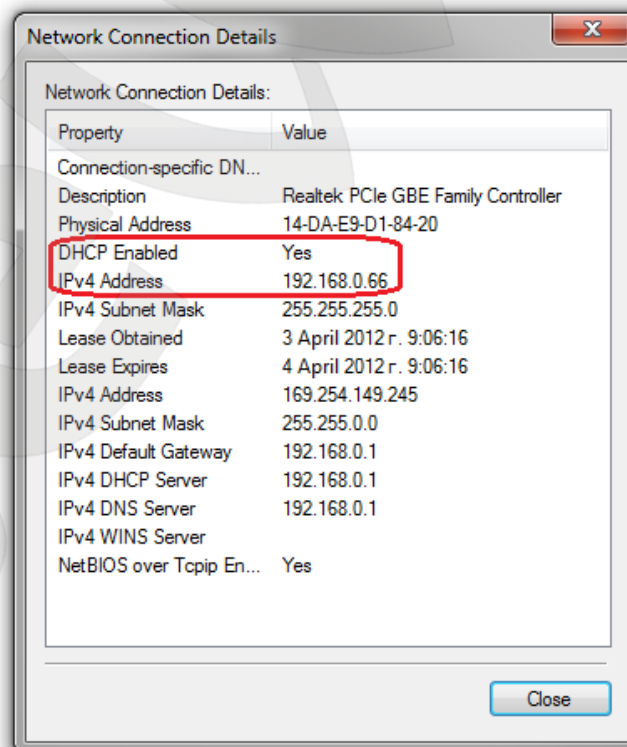 Network Connection Details
Network Connection Details:
Property Value
Connection-specific DN...
Description Realtek PCIe GBE Family Controller
Physical Address 14-DA-E9-D1-84-20
DHCP Enabled Yes
IPv4 Address 192.168.0.66
IPv4 Subnet Mask 255.255.255.0
Lease Obtained 3 April 2012 г. 9:06:16
Lease Expires 4 April 2012 г. 9:06:16
IPv4 Address 169.254.149.245
IPv4 Subnet Mask 255.255.0.0
IPv4 Default Gateway 192.168.0.1
IPv4 DHCP Server 192.168.0.1
IPv4 DNS Server 192.168.0.1
IPv4 WINS Server
NetBIOS over Tcpip En... Yes
Close